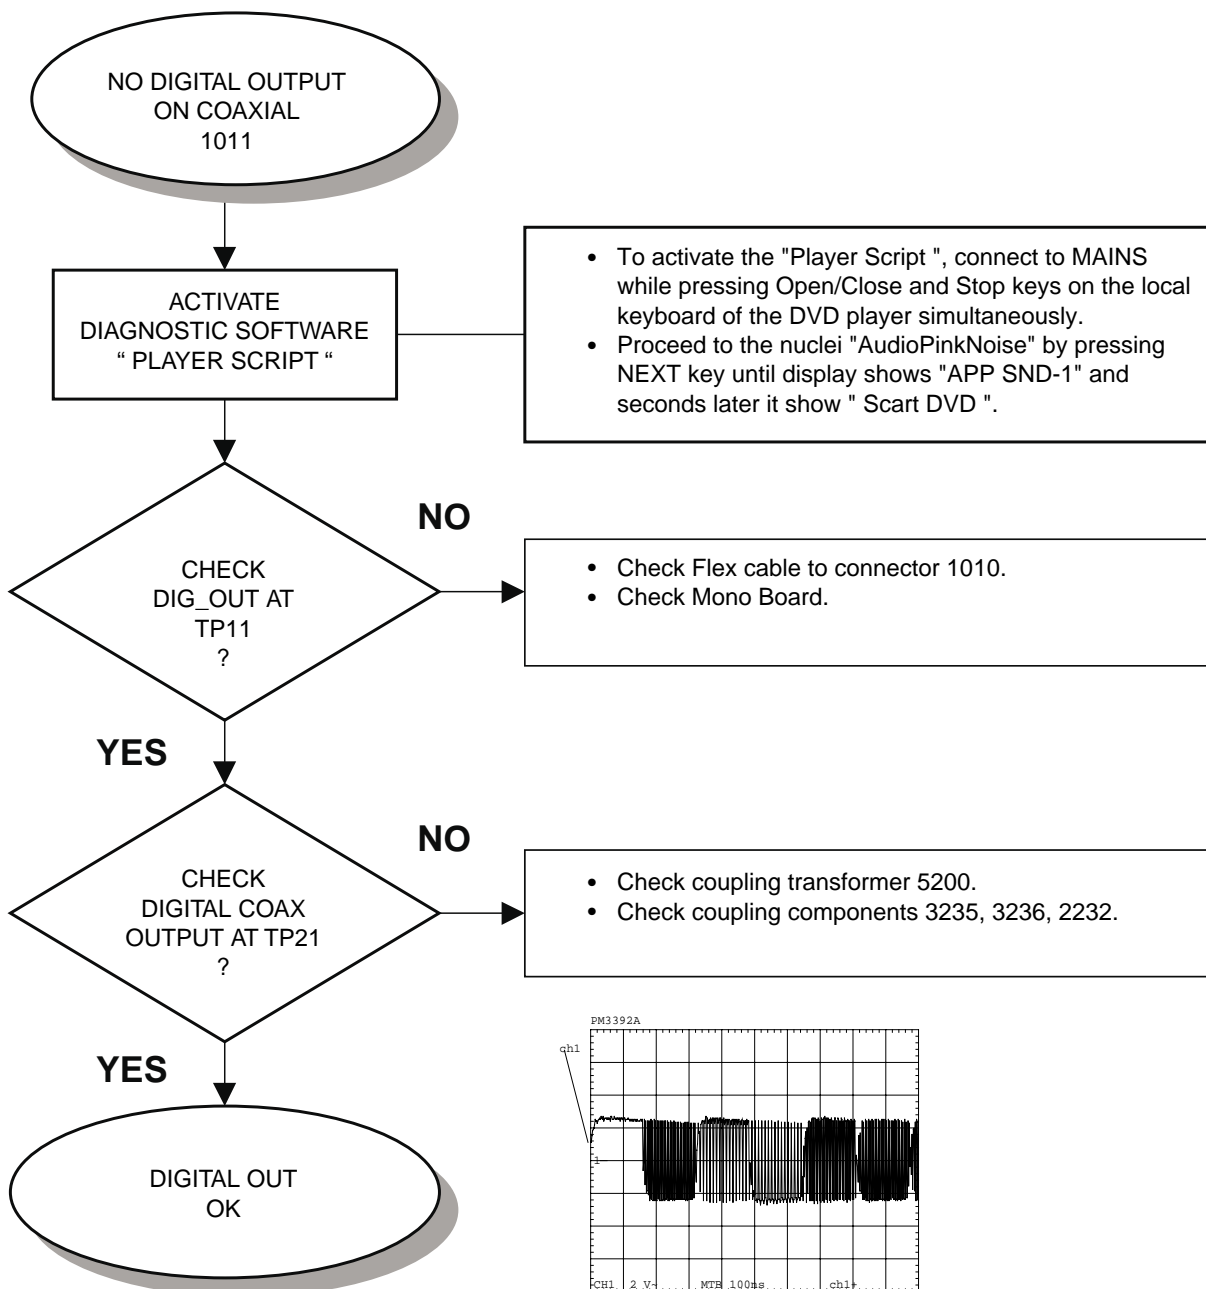 NO DIGITAL OUTPUT
ON COAXIAL
1011
ACTIVATE
DIAGNOSTIC SOFTWARE
“ PLAYER SCRIPT “
• To activate the "Player Script ", connect to MAINS
while pressing Open/Close and Stop keys on the local
keyboard of the DVD player simultaneously.
• Proceed to the nuclei "AudioPinkNoise" by pressing
NEXT key until display shows "APP SND-1" and
seconds later it show " Scart DVD ".
CHECK
DIG_OUT AT
TP11
?
NO
• Check Flex cable to connector 1010.
• Check Mono Board.
YES
CHECK
DIGITAL COAX
OUTPUT AT TP21
?
NO
• Check coupling transformer 5200.
• Check coupling components 3235, 3236, 2232.
YES
DIGITAL OUT
OK
PM3392A
ch1
1-
CH1 2 V~ MTB 100ns ch1+